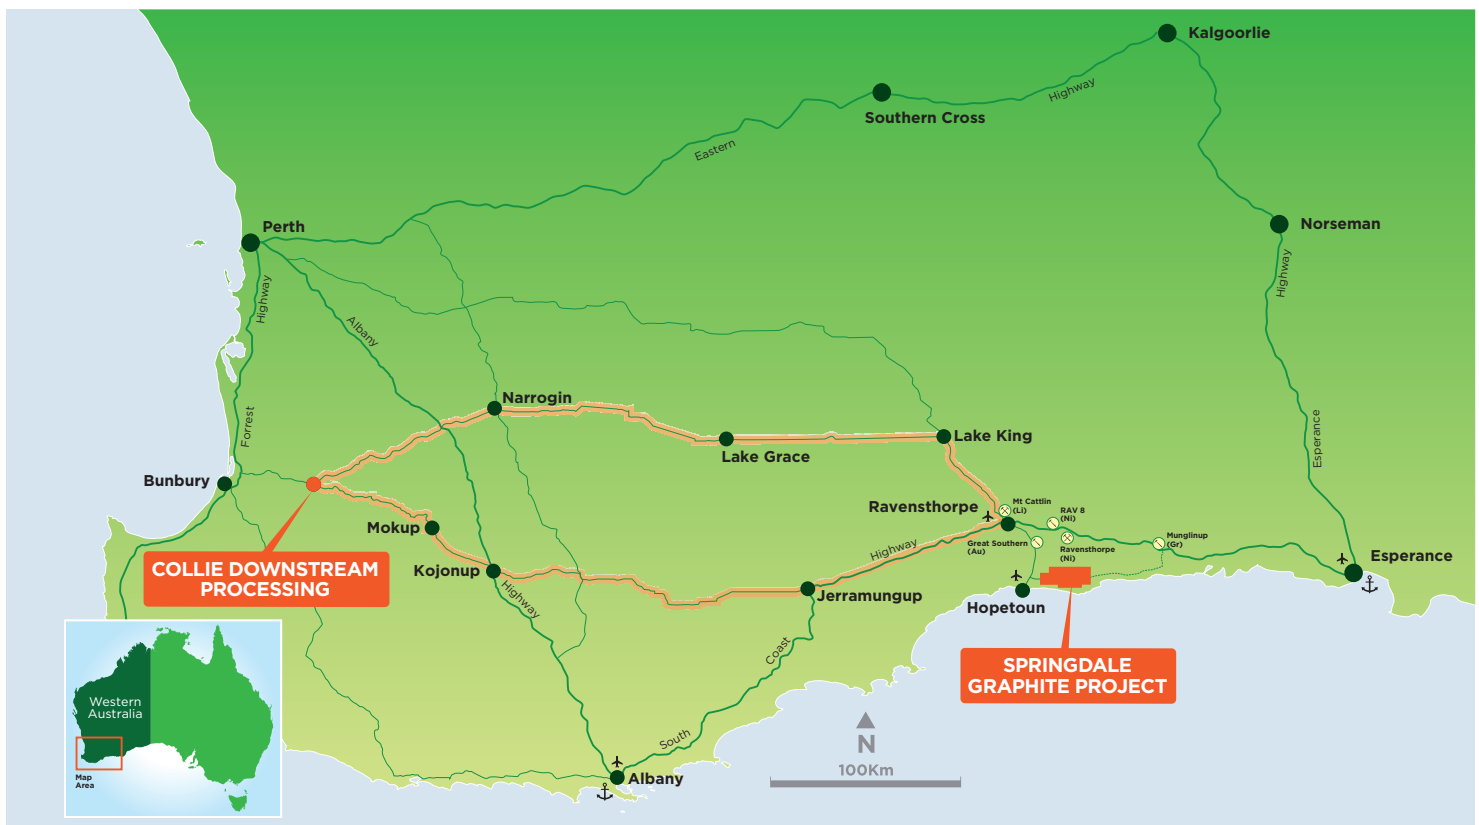 Kalgoorlie
Highway
Southern Cross
Eastern
Perth
Norseman
Highway
Highway
Albany
Narrogin
Forrest
Esperance
Lake King
Lake Grace
Bunbury
Ravensthorpe
Mt Cattlin
(Li)
RAV 8
(Ni)
Mokup
Great Southern
(Au)
Ravensthorpe
(Ni)
Munglinup
(Gr)
Highway
Esperance
COLLIE DOWNSTREAM
PROCESSING
Kojonup
Highway
Jerramungup
Hopetoun
Coast
SPRINGDALE
GRAPHITE PROJECT
Western
Australia
South
N
100Km
Map
Area
Albany